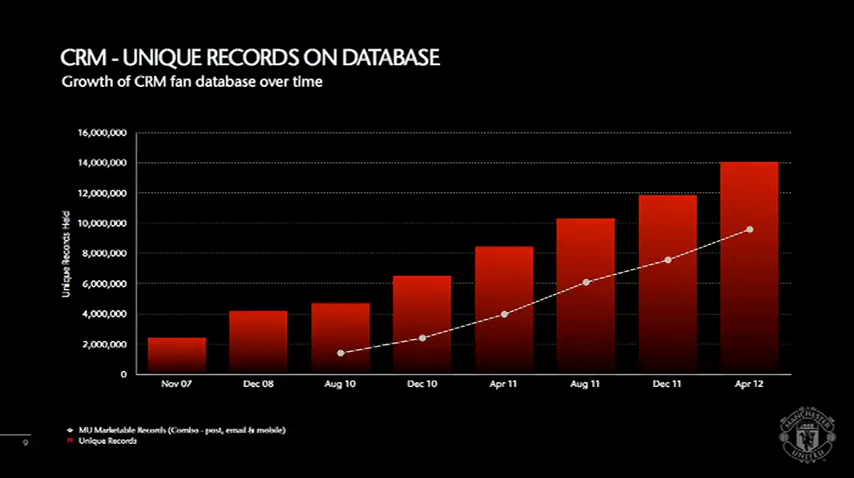 CRM - UNIQUE RECORDS ON DATABASE
Growth of CRM fan database over time
16,000,000
14,000,000
12,000,000
10,000,000
8,000,000
6,000,000
4,000,000
2,000,000
0
Unique Records Held
Nov 07 Dec 08 Aug 10 Dec 10 Apr 11 Aug 11 Dec 11 Apr 12
MU Marketable Records (Combo - post, email & mobile)
Unique Records
9
MANCHESTER
UNITED